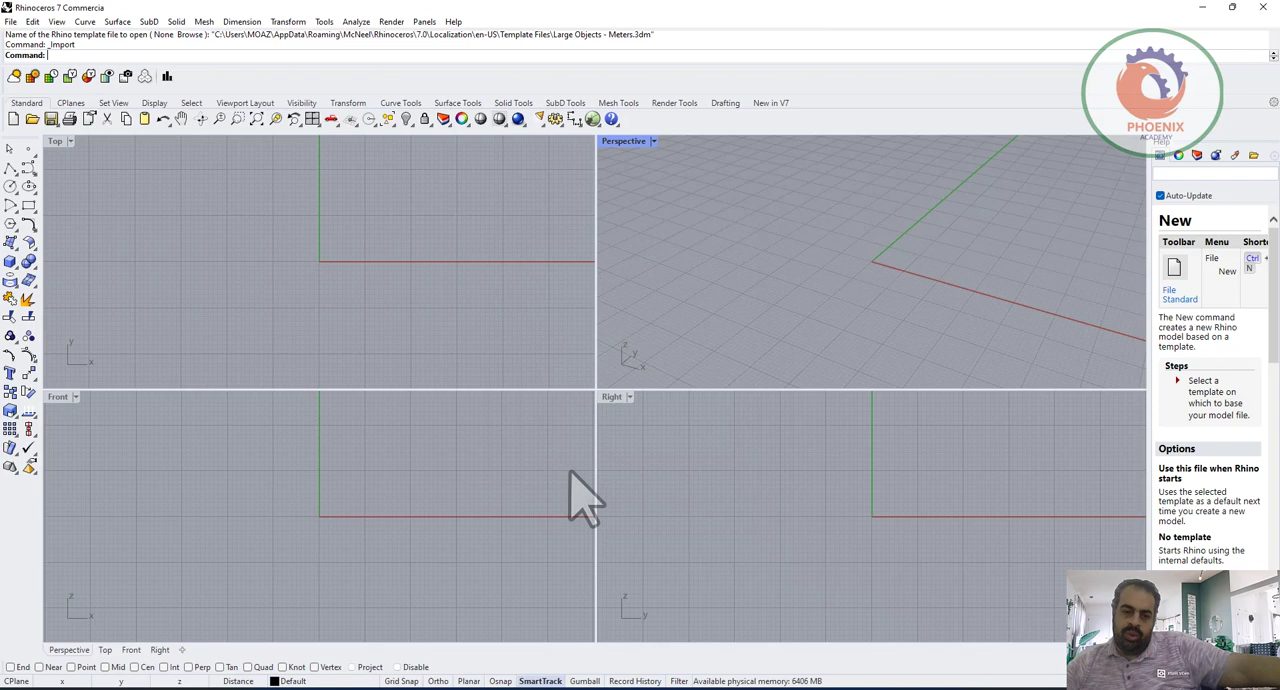 Rhinoceros 7 Commercia
File Edit View Curve Surface SubD Solid Mesh Dimension Transform Tools Analyze Render Panels Help
Name of the Rhino template file to open ( None Browse ): "C:\Users\MOAZ\AppData\Roaming\McNeel\Rhinoceros\7.0\Localization\en-US\Template Files\Large Objects - Meters.3dm"
Command: _Import
Command:
PHOENIX
ACADEMY
Standard CPlanes Set View Display Select Viewport Layout Visibility Transform Curve Tools Surface Tools Solid Tools SubD Tools Mesh Tools Render Tools Drafting New in V7
Top
Perspective
Help
Auto-Update
New
Toolbar Menu Shortc
File Ctrl +
New N
File
Standard
The New command
creates a new Rhino
model based on a
template.
Steps
Select a
template on
which to base
your model file.
Options
Use this file when Rhino
starts
Uses the selected
template as a default next
time you create a new
model.
No template
Starts Rhino using the
internal defaults.
y
x
z
y
x
Front
Right
z
x
z
y
Perspective Top Front Right
End Near Point Mid Cen Int Perp Tan Quad Knot Vertex Project Disable
CPlane x y z Distance Default Grid Snap Ortho Planar Osnap SmartTrack Gumball Record History Filter Available physical memory: 6406 MB